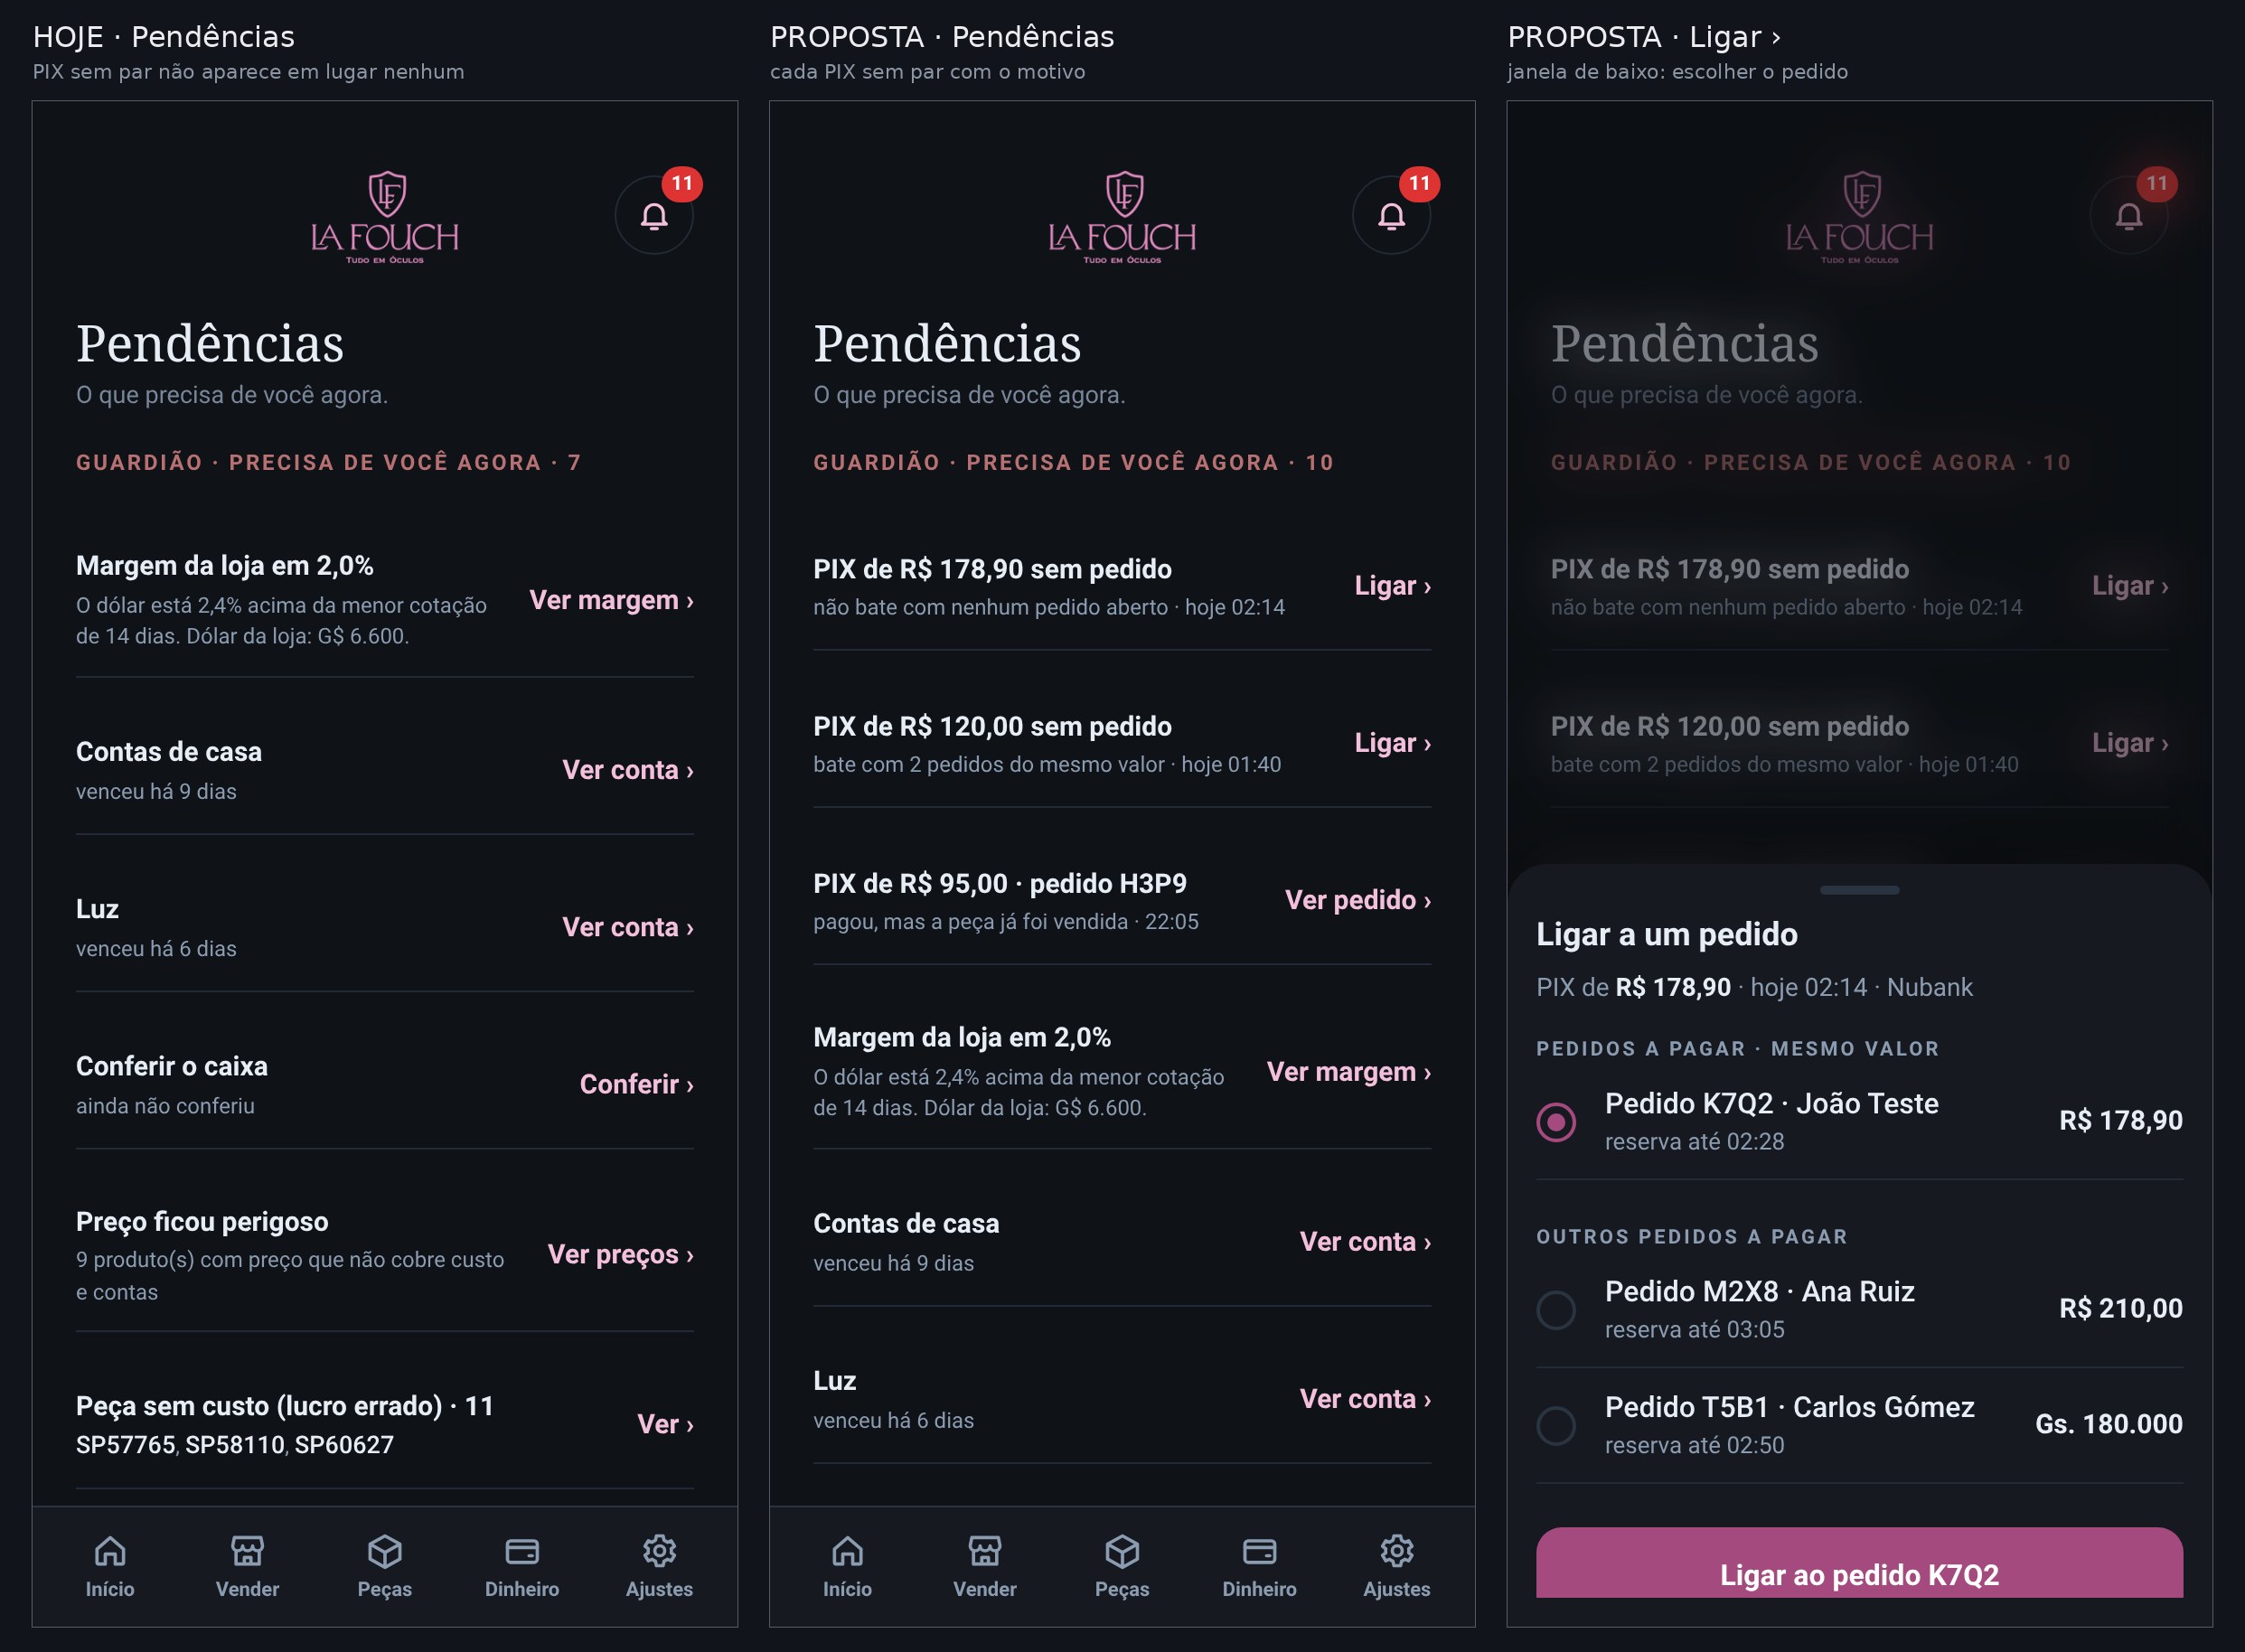 HOJE · Pendências
PIX sem par não aparece em lugar nenhum
11
LF
LA FOUCH
TUDO EM ÓCULOS
Pendências
O que precisa de você agora.
GUARDIÃO · PRECISA DE VOCÊ AGORA · 7
Margem da loja em 2,0%
O dólar está 2,4% acima da menor cotação
de 14 dias. Dólar da loja: G$ 6.600.
Ver margem ›
Contas de casa
venceu há 9 dias
Ver conta ›
Luz
venceu há 6 dias
Ver conta ›
Conferir o caixa
ainda não conferiu
Conferir ›
Preço ficou perigoso
9 produto(s) com preço que não cobre custo
e contas
Ver preços ›
Peça sem custo (lucro errado) · 11
SP57765, SP58110, SP60627
Ver ›
Início
Vender
Peças
Dinheiro
Ajustes
PROPOSTA · Pendências
cada PIX sem par com o motivo
11
LF
LA FOUCH
TUDO EM ÓCULOS
Pendências
O que precisa de você agora.
GUARDIÃO · PRECISA DE VOCÊ AGORA · 10
PIX de R$ 178,90 sem pedido
não bate com nenhum pedido aberto · hoje 02:14
Ligar ›
PIX de R$ 120,00 sem pedido
bate com 2 pedidos do mesmo valor · hoje 01:40
Ligar ›
PIX de R$ 95,00 · pedido H3P9
pagou, mas a peça já foi vendida · 22:05
Ver pedido ›
Margem da loja em 2,0%
O dólar está 2,4% acima da menor cotação
de 14 dias. Dólar da loja: G$ 6.600.
Ver margem ›
Contas de casa
venceu há 9 dias
Ver conta ›
Luz
venceu há 6 dias
Ver conta ›
Início
Vender
Peças
Dinheiro
Ajustes
PROPOSTA · Ligar ›
janela de baixo: escolher o pedido
11
LF
LA FOUCH
TUDO EM ÓCULOS
Pendências
O que precisa de você agora.
GUARDIÃO · PRECISA DE VOCÊ AGORA · 10
PIX de R$ 178,90 sem pedido
não bate com nenhum pedido aberto · hoje 02:14
Ligar ›
PIX de R$ 120,00 sem pedido
bate com 2 pedidos do mesmo valor · hoje 01:40
Ligar ›
Ligar a um pedido
PIX de R$ 178,90 · hoje 02:14 · Nubank
PEDIDOS A PAGAR · MESMO VALOR
Pedido K7Q2 · João Teste
reserva até 02:28
R$ 178,90
OUTROS PEDIDOS A PAGAR
Pedido M2X8 · Ana Ruiz
reserva até 03:05
R$ 210,00
Pedido T5B1 · Carlos Gómez
reserva até 02:50
Gs. 180.000
Ligar ao pedido K7Q2